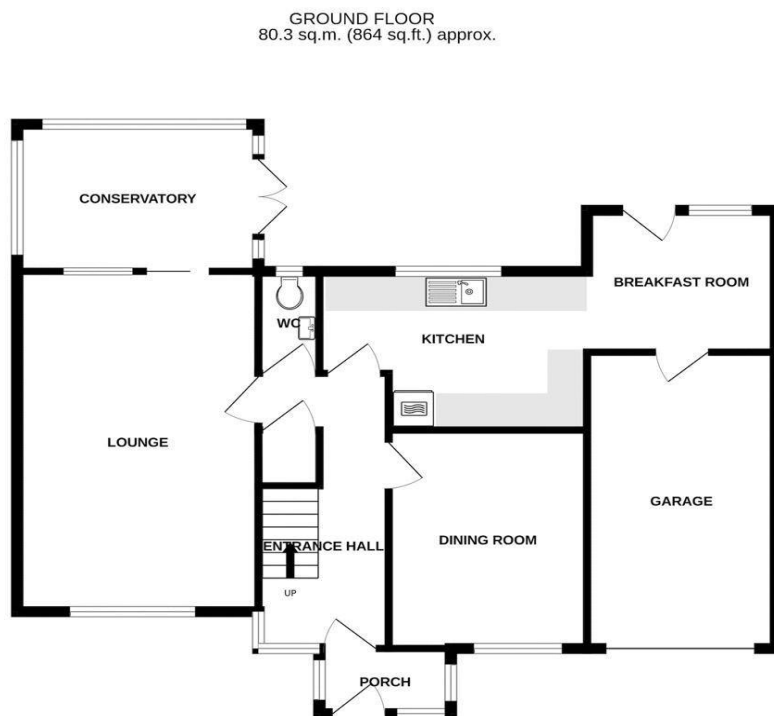 GROUND FLOOR
80.3 sq.m. (864 sq.ft.) approx.
CONSERVATORY
BREAKFAST ROOM
WC
KITCHEN
LOUNGE
GARAGE
DINING ROOM
ENTRANCE HALL
UP
PORCH